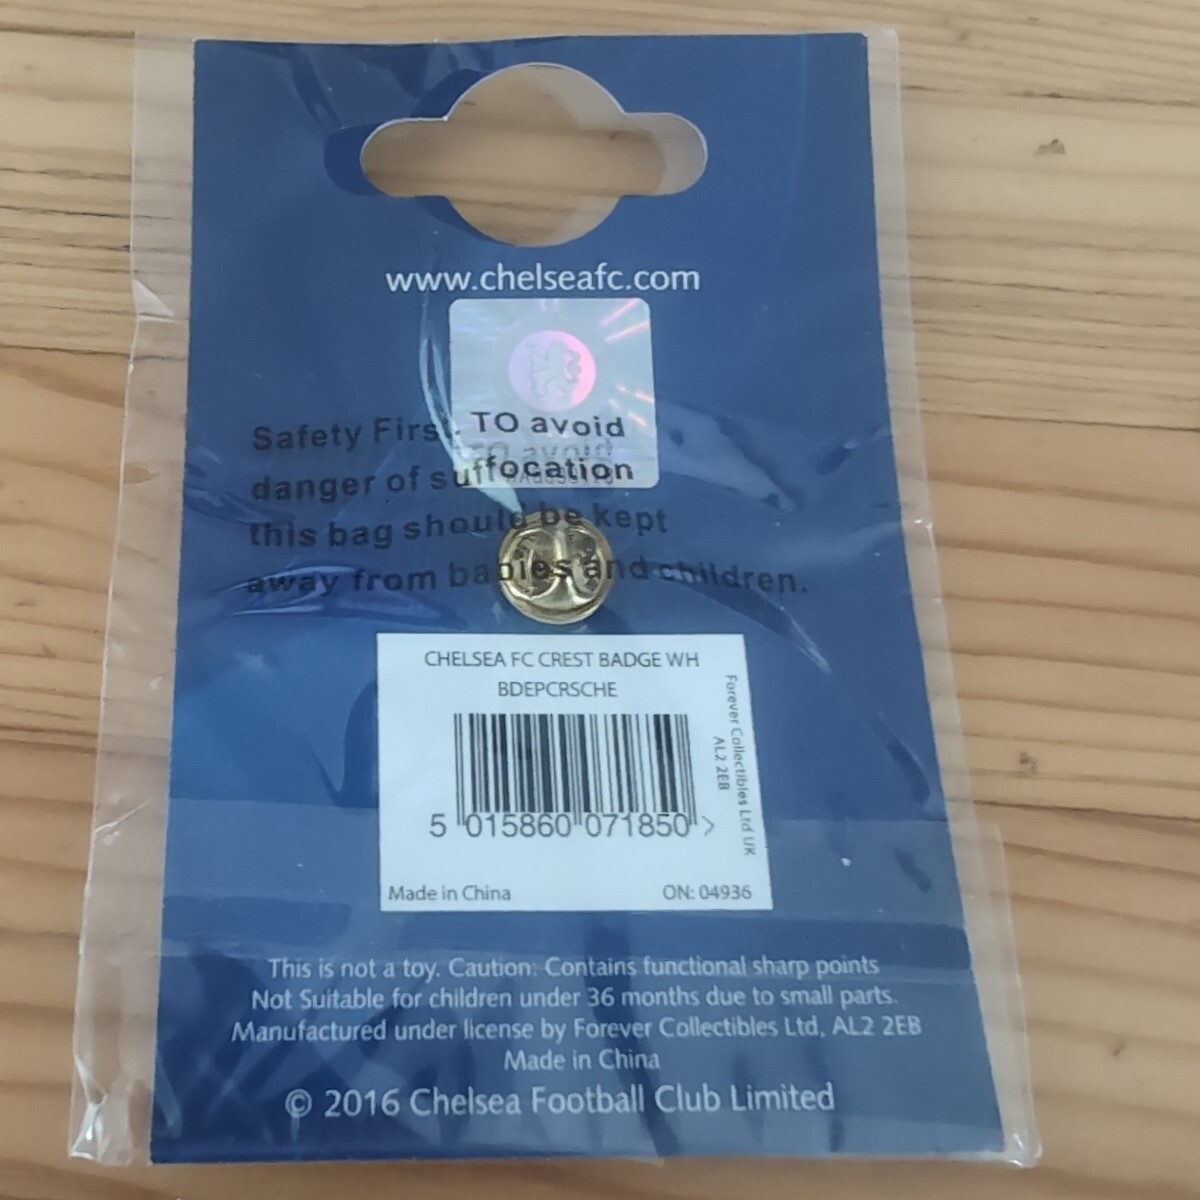 www.chelseafc.com
Safety First. TO avoid
danger of suffocation
this bag should be kept
away from babies and children.
CHELSEA FC CREST BADGE WH
BDEPCRSCHE
5 015860 071850 >
Forever Collectibles Ltd UK
AL2 2EB
Made in China
ON: 04936
This is not a toy. Caution: Contains functional sharp points
Not Suitable for children under 36 months due to small parts.
Manufactured under license by Forever Collectibles Ltd, AL2 2EB
Made in China
© 2016 Chelsea Football Club Limited